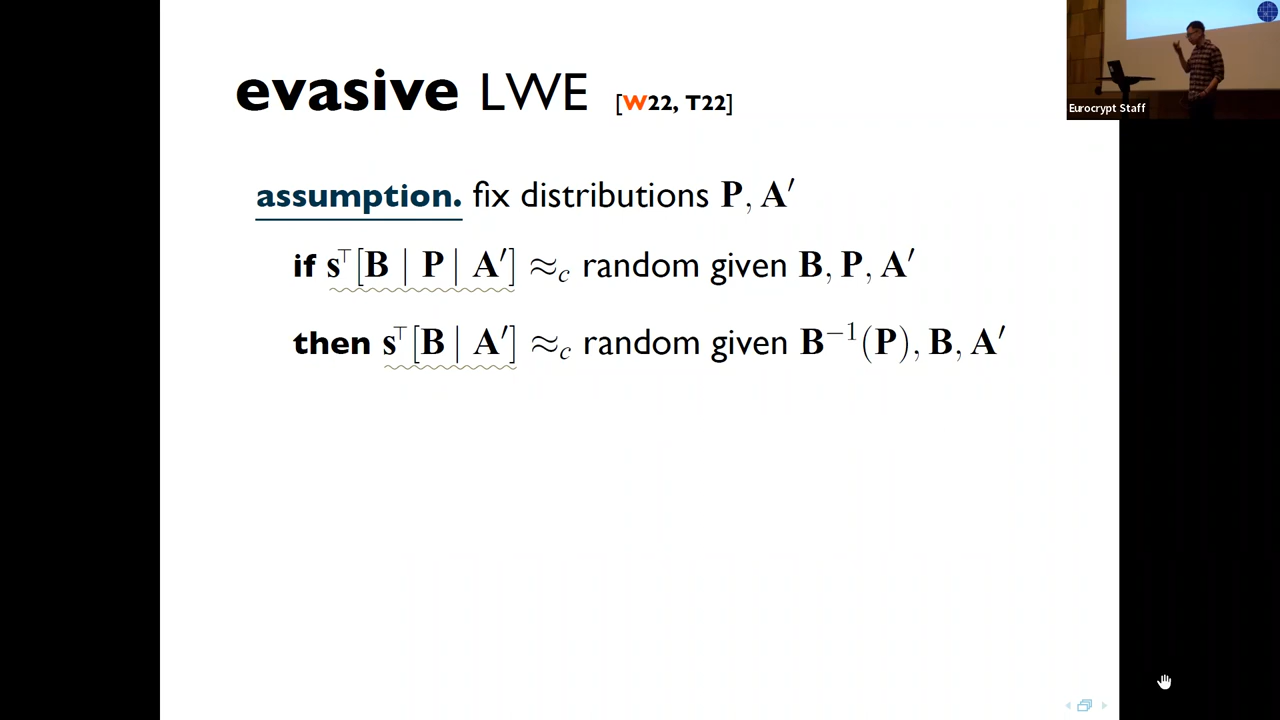 evasive LWE [W22, T22]
assumption. fix distributions P, A′
if s⊤[B | P | A′] ≈c random given B, P, A′
then s⊤[B | A′] ≈c random given B−1(P), B, A′
Eurocrypt Staff